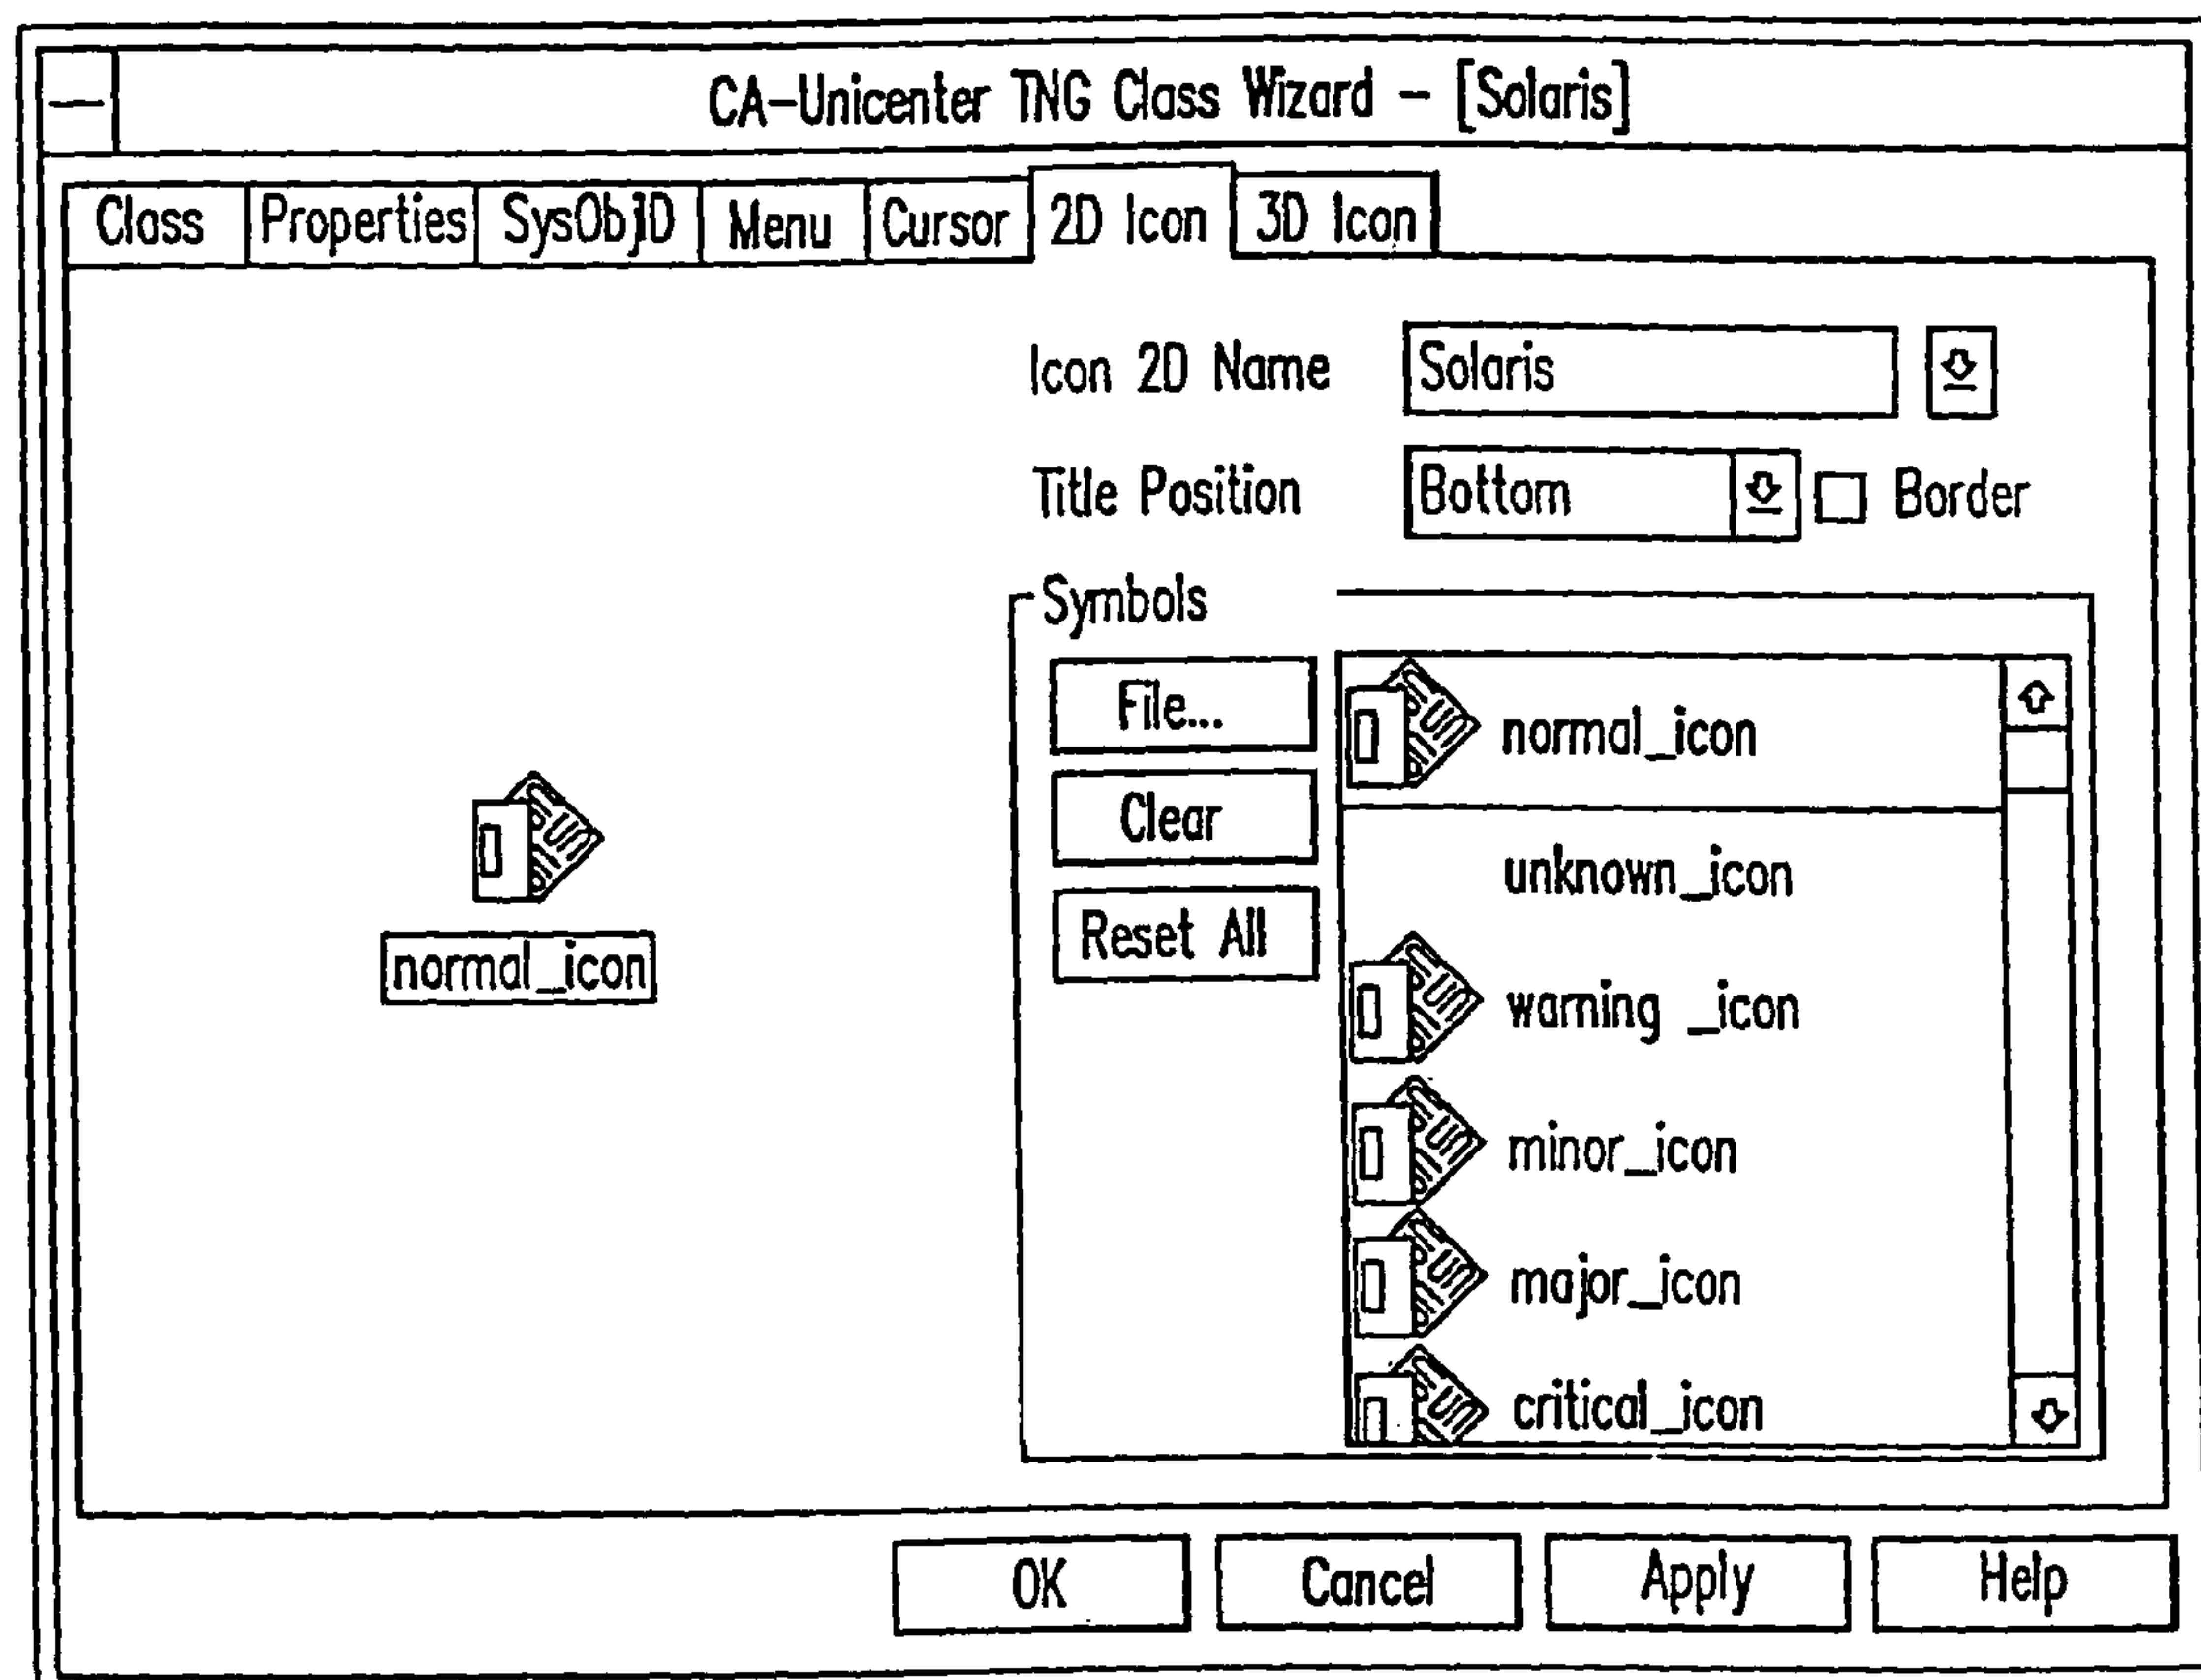 CA-Unicenter TNG Class Wizard - [Solaris]
Class Properties SysObjID Menu Cursor 2D Icon 3D Icon
Icon 2D Name Solaris
Title Position Bottom Border
Symbols
File...
Clear
Reset All
normal_icon
unknown_icon
warning _icon
minor_icon
major_icon
critical_icon
normal_icon
OK Cancel Apply Help